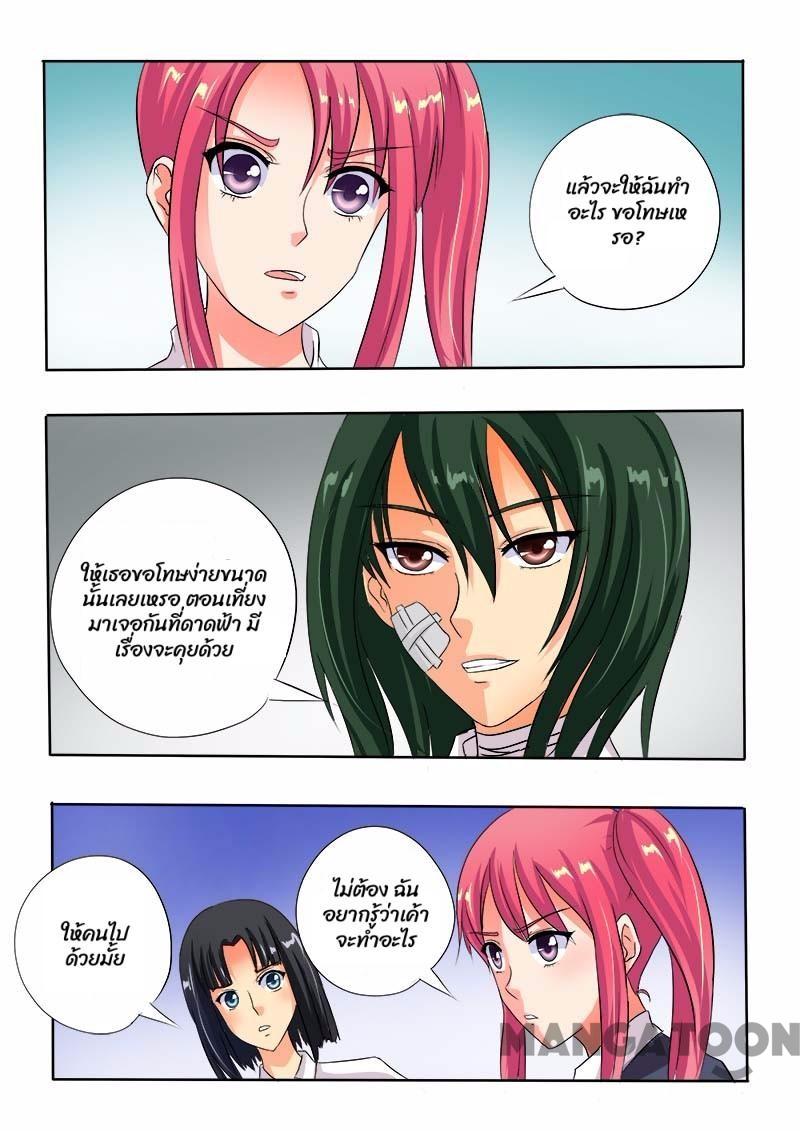 แล้วจะให้ฉันทำ
อะไร ขอโทษเห
รอ?
ให้เธอขอโทษง่ายขนาด
นั้นเลยเหรอ ตอนเที่ยง
มาเจอกันที่ดาดฟ้า มี
เรื่องจะคุยด้วย
ไม่ต้อง ฉัน
อยากรู้ว่าเค้า
จะทำอะไร
ให้คนไป
ด้วยมั้ย
MANGATOON